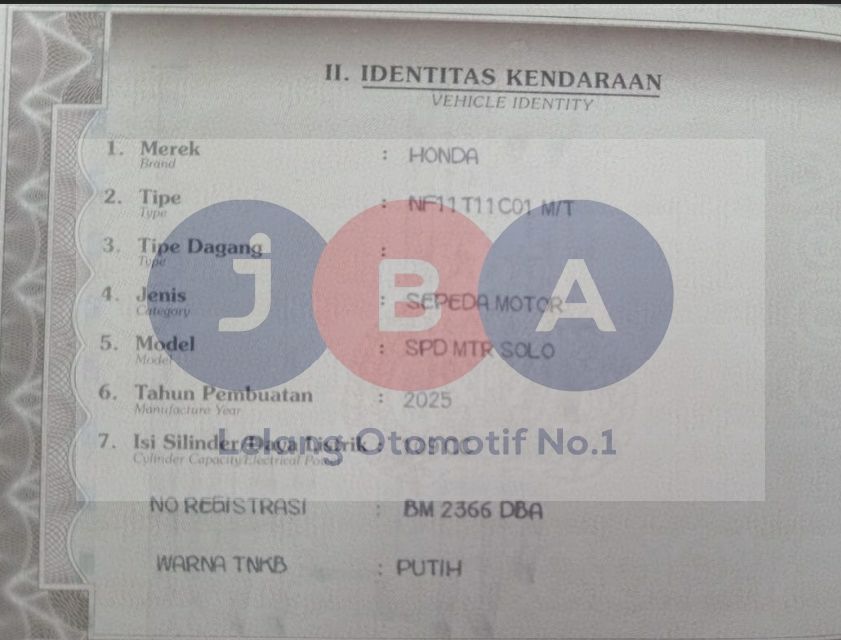 II. IDENTITAS KENDARAAN
VEHICLE IDENTITY
1. Merek : HONDA
Brand
2. Tipe : NF11T11C01 M/T
Type
3. Tipe Dagang :
Type
4. Jenis : SEPEDA MOTOR
Category
5. Model : SPD MTR SOLO
Model
6. Tahun Pembuatan : 2025
Manufacture Year
7. Isi Silinder/Daya Listrik :
Cylinder Capacity/Electrical
NO REGISTRASI : BM 2366 DBA
WARNA TNKB : PUTIH
JBA
Lelang Otomotif No.1